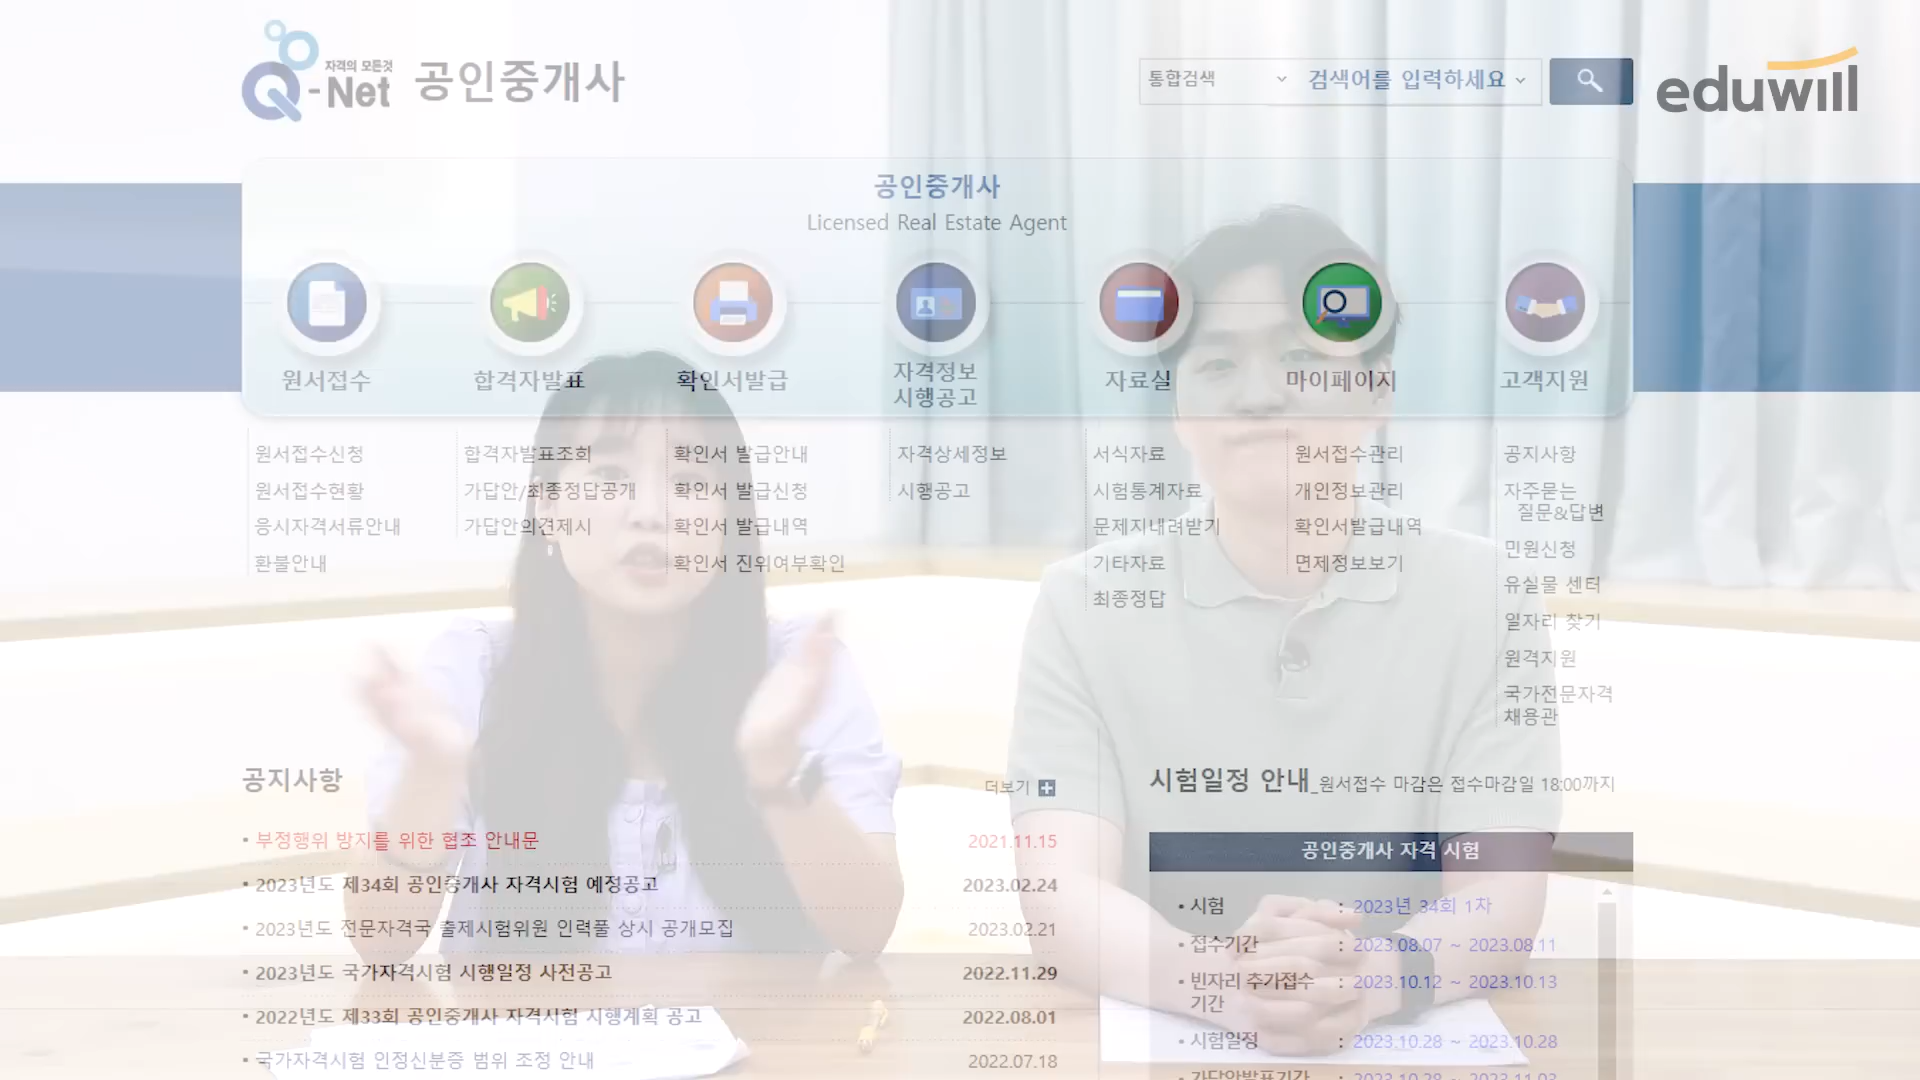 자격의 모든것
Q-Net 공인중개사
통합검색
검색어를 입력하세요
eduwill
공인중개사
Licensed Real Estate Agent
원서접수
합격자발표
확인서발급
자격정보
시행공고
자료실
마이페이지
고객지원
원서접수신청
원서접수현황
응시자격서류안내
환불안내
합격자발표조회
가답안/최종정답공개
가답안의견제시
확인서 발급안내
확인서 발급신청
확인서 발급내역
확인서 진위여부확인
자격상세정보
시행공고
서식자료
시험통계자료
문제지내려받기
기타자료
최종정답
원서접수관리
개인정보관리
확인서발급내역
면제정보보기
공지사항
자주묻는
질문&답변
민원신청
유실물 센터
일자리 찾기
원격지원
국가전문자격
채용관
공지사항
더보기
• 부정행위 방지를 위한 협조 안내문 2021.11.15
• 2023년도 제34회 공인중개사 자격시험 예정공고 2023.02.24
• 2023년도 전문자격국 출제시험위원 인력풀 상시 공개모집 2023.02.21
• 2023년도 국가자격시험 시행일정 사전공고 2022.11.29
• 2022년도 제33회 공인중개사 자격시험 시행계획 공고 2022.08.01
• 국가자격시험 인정신분증 범위 조정 안내 2022.07.18
시험일정 안내_원서접수 마감은 접수마감일 18:00까지
공인중개사 자격 시험
• 시험 : 2023년 34회 1차
• 접수기간 : 2023.08.07 ~ 2023.08.11
• 빈자리 추가접수 기간 : 2023.10.12 ~ 2023.10.13
• 시험일정 : 2023.10.28 ~ 2023.10.28
• 가답안발표기간 : 2023.10.28 ~ 2023.11.03